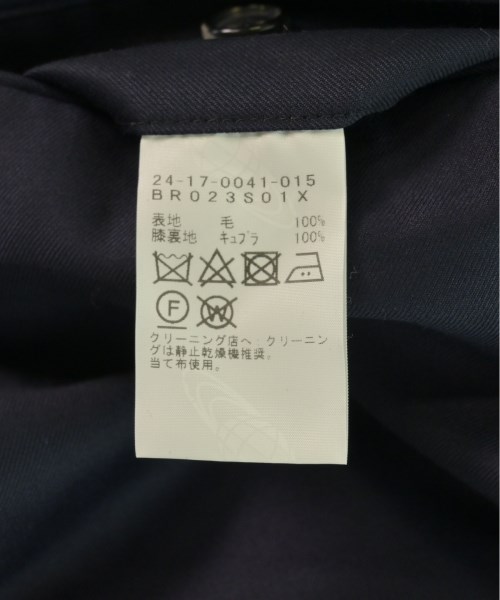 24-17-0041-015
BR023S01X
表地 毛 100%
膝裏地 キュプラ 100%
F W
クリーニング店へ クリーニン
グは静止乾燥機推奨。
当て布使用。